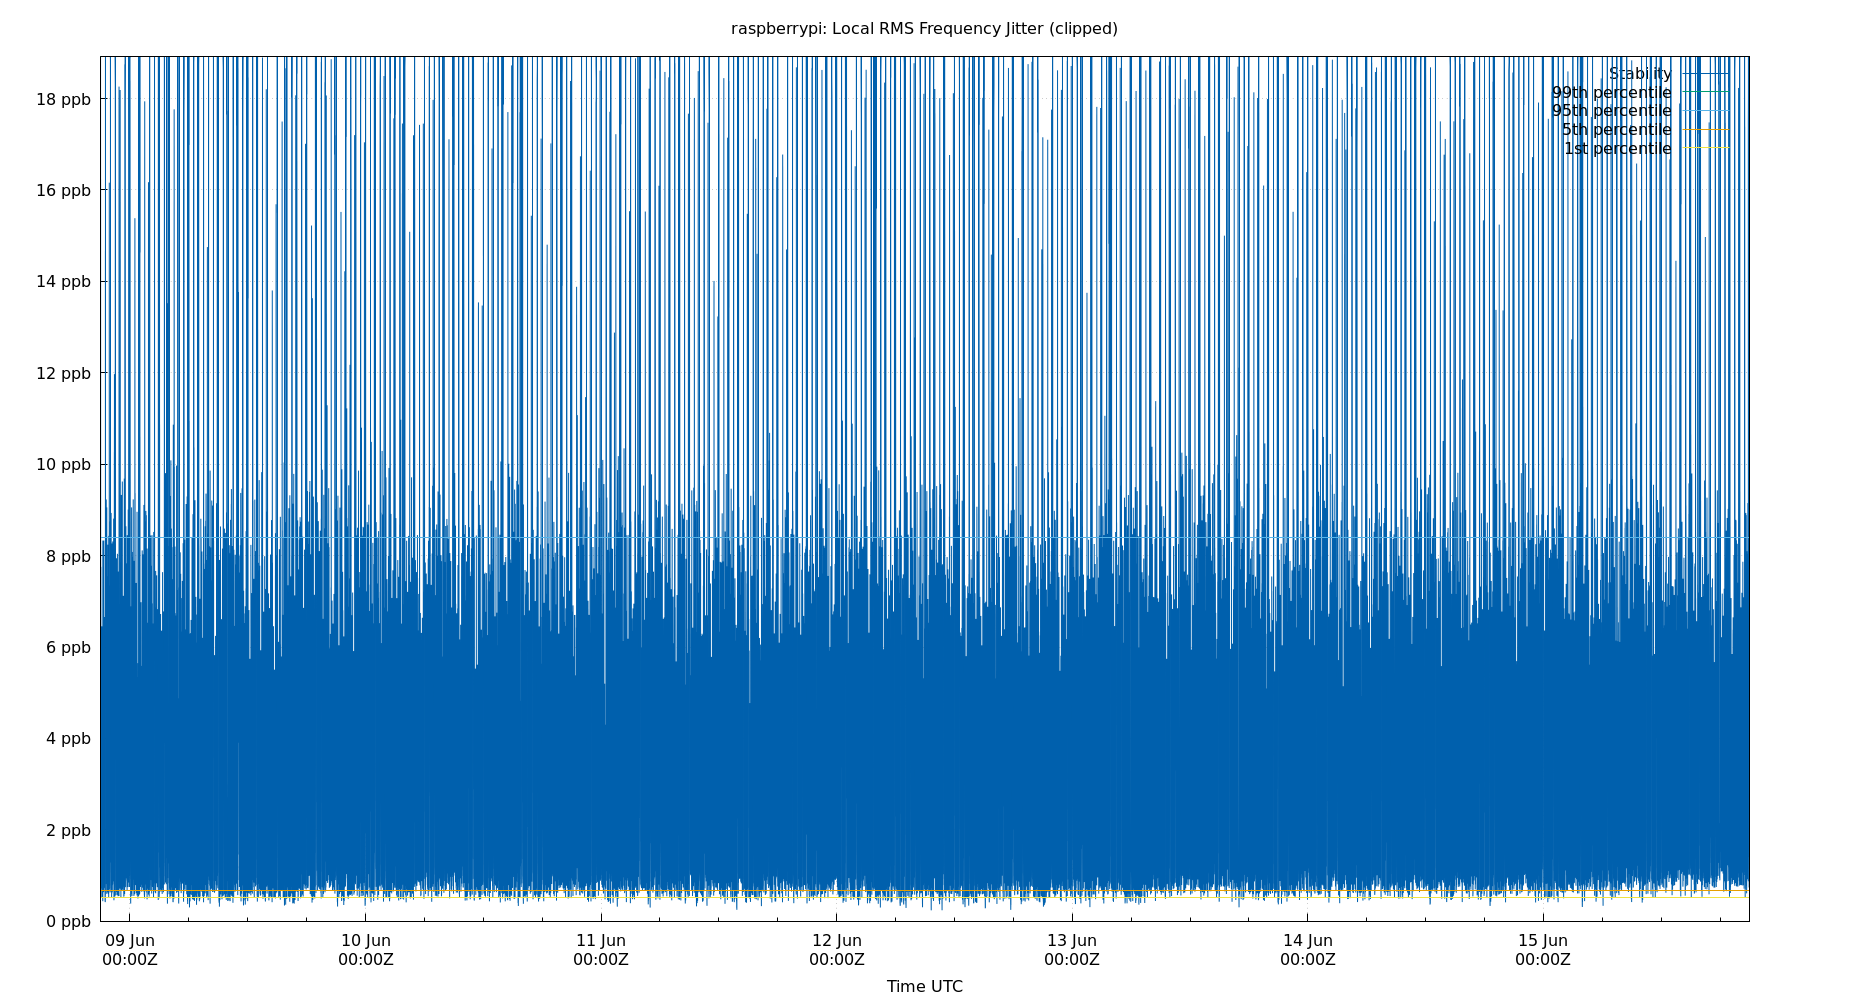 raspberrypi: Local RMS Frequency Jitter (clipped)
Stability
99th percentile
95th percentile
5th percentile
1st percentile
18 ppb
16 ppb
14 ppb
12 ppb
10 ppb
8 ppb
6 ppb
4 ppb
2 ppb
0 ppb
09 Jun 10 Jun 11 Jun 12 Jun 13 Jun 14 Jun 15 Jun
00:00Z 00:00Z 00:00Z 00:00Z 00:00Z 00:00Z 00:00Z
Time UTC